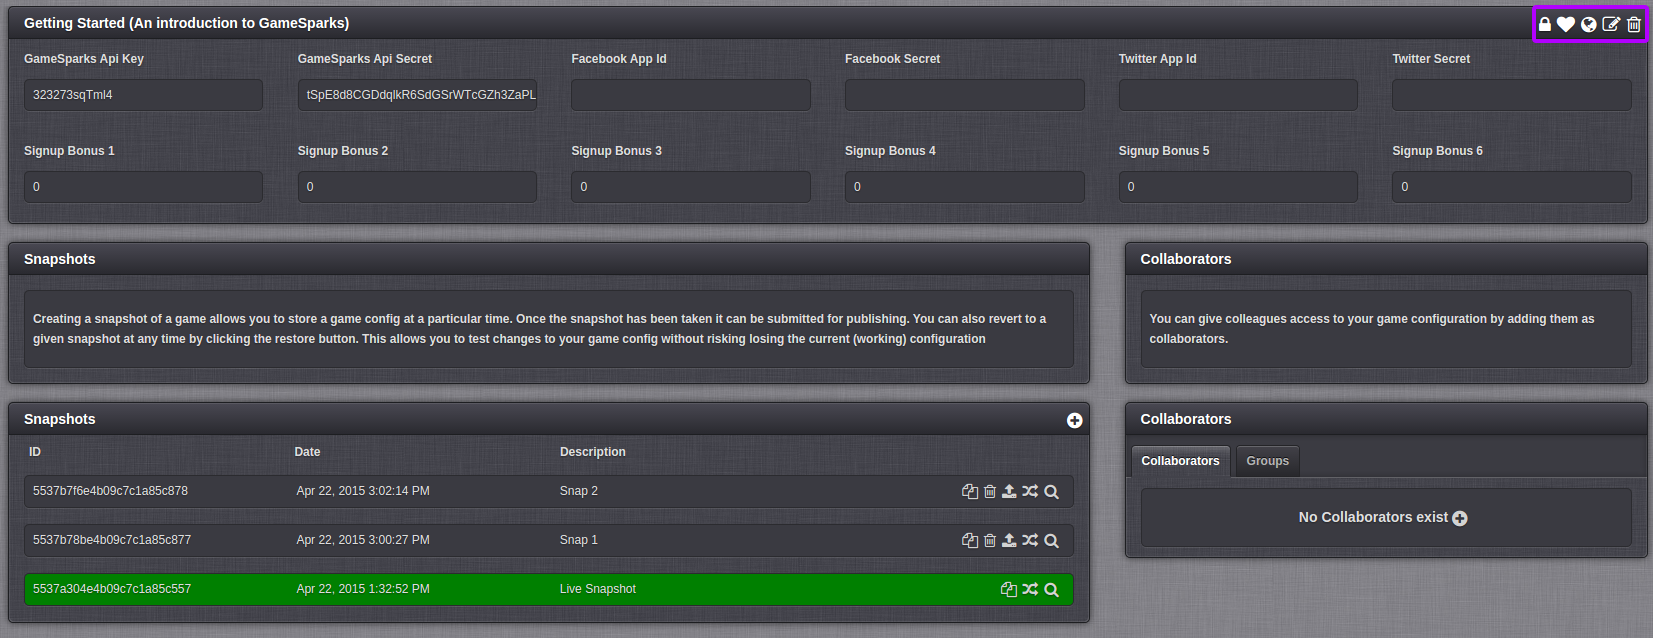 Getting Started (An introduction to GameSparks)
GameSparks Api Key
GameSparks Api Secret
Facebook App Id
Facebook Secret
Twitter App Id
Twitter Secret
323273sqTml4
tSpE8d8CGDdqlkR6SdGSrWTcGZh3ZaPL
Signup Bonus 1
Signup Bonus 2
Signup Bonus 3
Signup Bonus 4
Signup Bonus 5
Signup Bonus 6
0
0
0
0
0
0
Snapshots
Creating a snapshot of a game allows you to store a game config at a particular time. Once the snapshot has been taken it can be submitted for publishing. You can also revert to a
given snapshot at any time by clicking the restore button. This allows you to test changes to your game config without risking losing the current (working) configuration
Collaborators
You can give colleagues access to your game configuration by adding them as
collaborators.
Snapshots
ID Date Description
5537b7f6e4b09c7c1a85c878 Apr 22, 2015 3:02:14 PM Snap 2
5537b78be4b09c7c1a85c877 Apr 22, 2015 3:00:27 PM Snap 1
5537a304e4b09c7c1a85c557 Apr 22, 2015 1:32:52 PM Live Snapshot
Collaborators
Collaborators Groups
No Collaborators exist